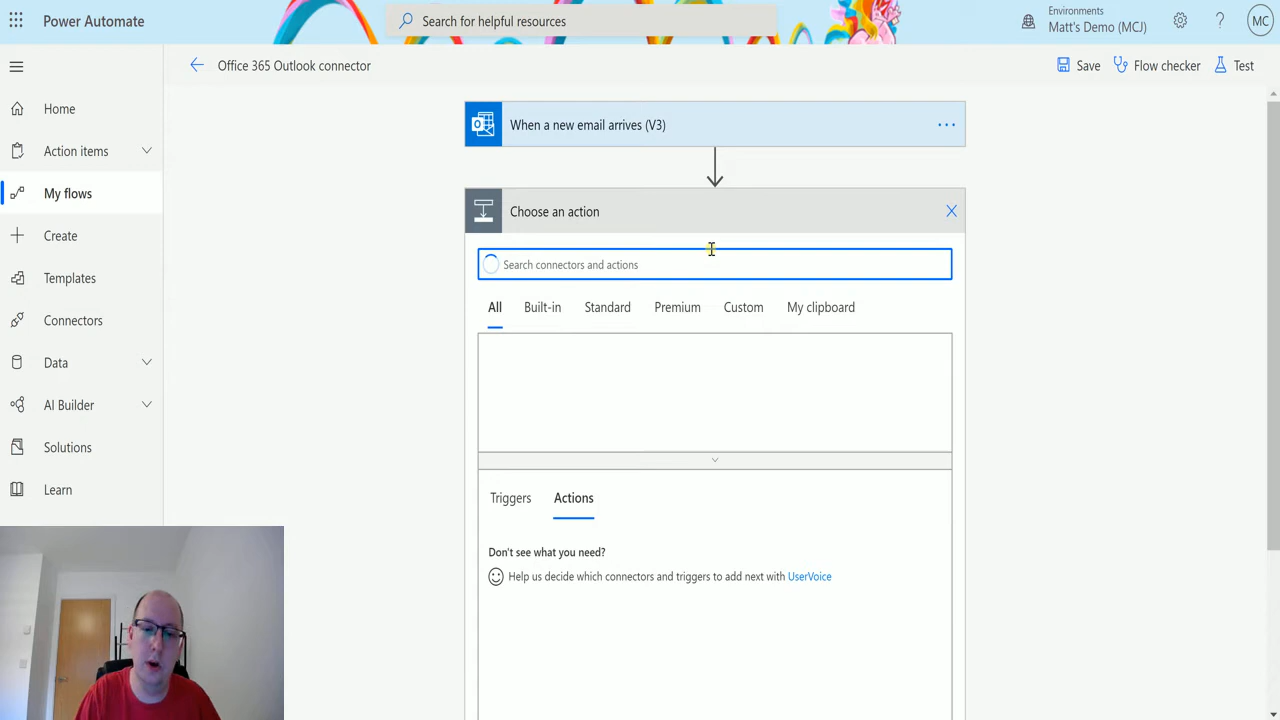 Power Automate
Search for helpful resources
Environments
Matt's Demo (MCJ)
MC
Office 365 Outlook connector
Save
Flow checker
Test
Home
Action items
My flows
Create
Templates
Connectors
Data
AI Builder
Solutions
Learn
When a new email arrives (V3)
Choose an action
Search connectors and actions
All
Built-in
Standard
Premium
Custom
My clipboard
Triggers
Actions
Don't see what you need?
Help us decide which connectors and triggers to add next with UserVoice